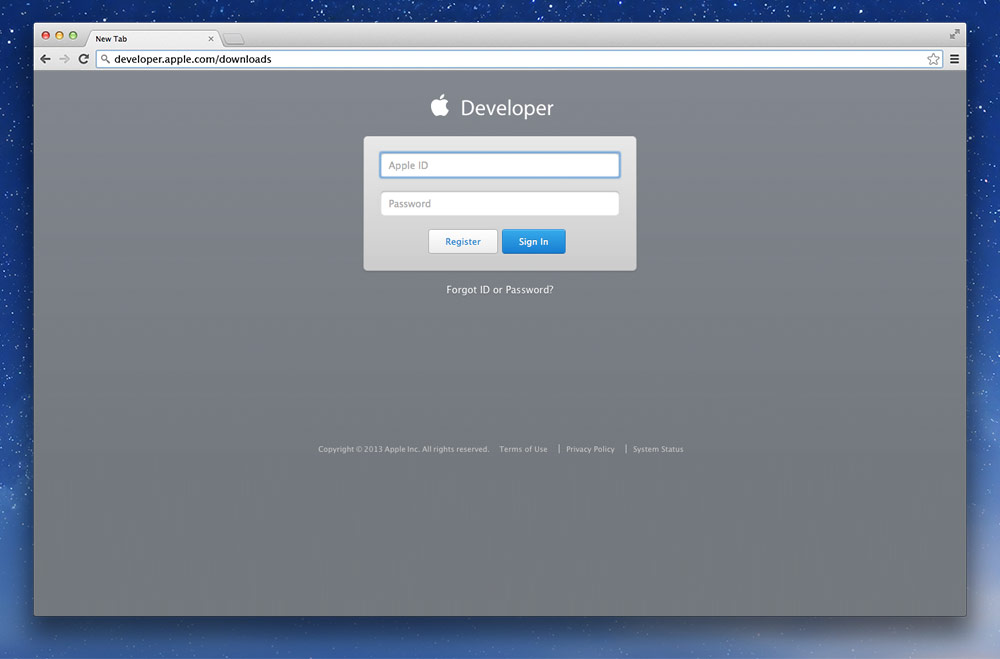 New Tab
developer.apple.com/downloads
Developer
Apple ID
Password
Register Sign In
Forgot ID or Password?
Copyright © 2013 Apple Inc. All rights reserved. Terms of Use | Privacy Policy | System Status